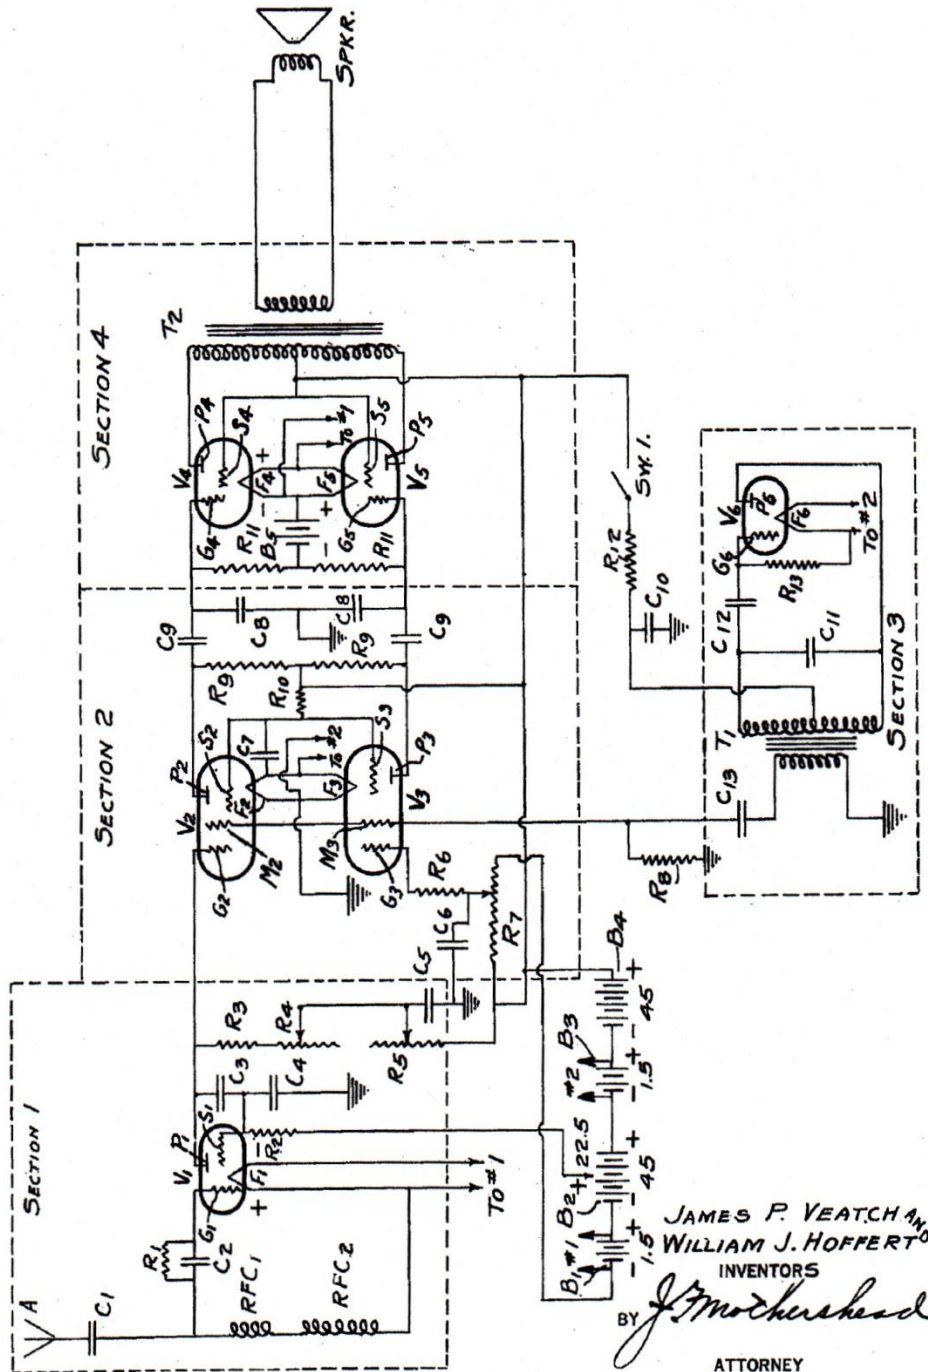 SECTION 1
A
C1
R1
C2
RFC1
RFC2
V1
P1
S1
G1
F1
+
-
R2
C3
C4
R3
R4
R5
TO #1
SECTION 2
V2
P2
S2
G2
M2
F2
C7
TO #2
F3
M3
G3
S3
V3
P3
R6
C6
R7
C5
R9
R10
R9
C9
C8
C8
C9
SECTION 4
V4
P4
S4
G4
F4
+
-
R11
B5
R11
+
-
TO #1
F5
G5
S5
V5
P5
T2
SPKR.
SW. 1.
R12
C10
SECTION 3
V6
P6
G6
F6
TO #2
R13
C12
C11
T1
C13
R8
B1 #1
- 1.5 +
B2 + 22.5
- 45 +
#2 B3
- 1.5 +
B4
- 45 +
JAMES P. VEATCH AND
WILLIAM J. HOFFERT
INVENTORS
BY J. F. Mothershead
ATTORNEY